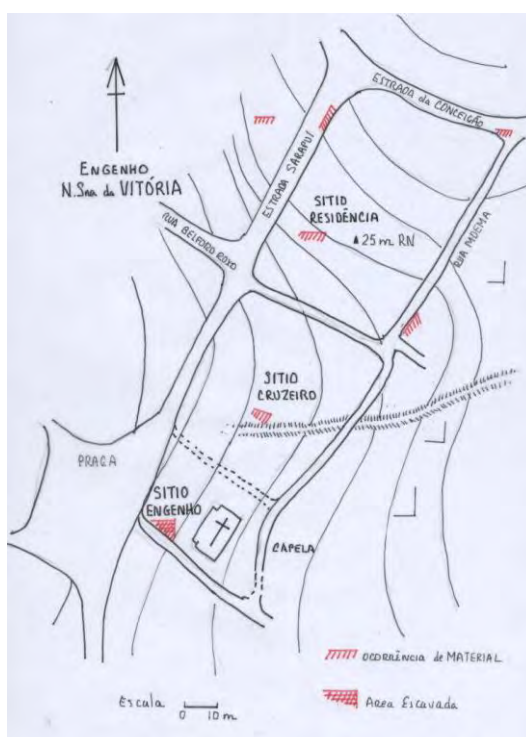 ESTRADA da CONCEIÇÃO
ESTRADA SARAPUÍ
ENGENHO
N.Sra da VITÓRIA
SITIO
RESIDÊNCIA
RUA BELFORD ROXO
25 m RN
RUA MOEMA
SITIO
CRUZEIRO
PRAÇA
SITIO
ENGENHO
CAPELA
OCORRÊNCIA de MATERIAL
Escala
0 10 m
Area Escavada